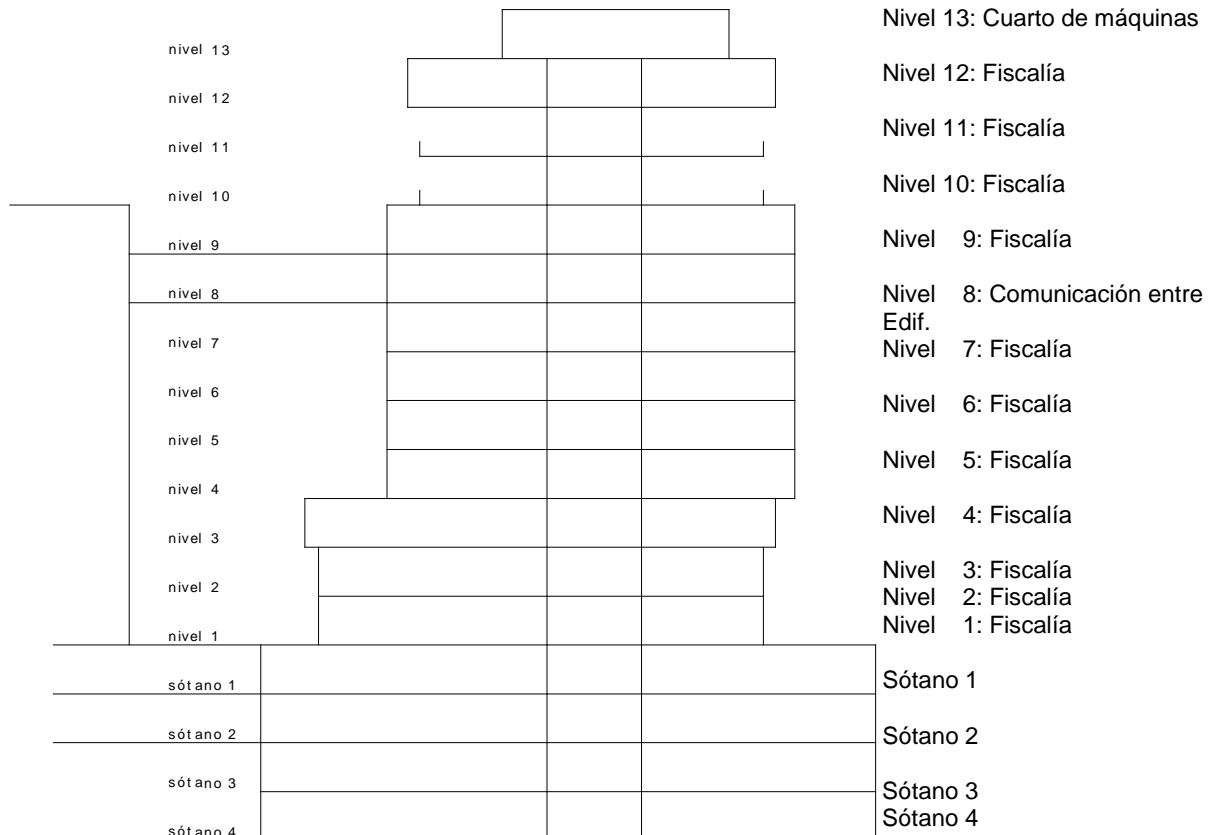 Nivel 13: Cuarto de máquinas
nivel 13
Nivel 12: Fiscalía
nivel 12
Nivel 11: Fiscalía
nivel 11
Nivel 10: Fiscalía
nivel 10
Nivel 9: Fiscalía
nivel 9
Nivel 8: Comunicación entre
Edif.
nivel 8
Nivel 7: Fiscalía
nivel 7
Nivel 6: Fiscalía
nivel 6
Nivel 5: Fiscalía
nivel 5
Nivel 4: Fiscalía
nivel 4
Nivel 3: Fiscalía
nivel 3
Nivel 2: Fiscalía
nivel 2
Nivel 1: Fiscalía
nivel 1
Sótano 1
sótano 1
Sótano 2
sótano 2
Sótano 3
sótano 3
Sótano 4
sótano 4